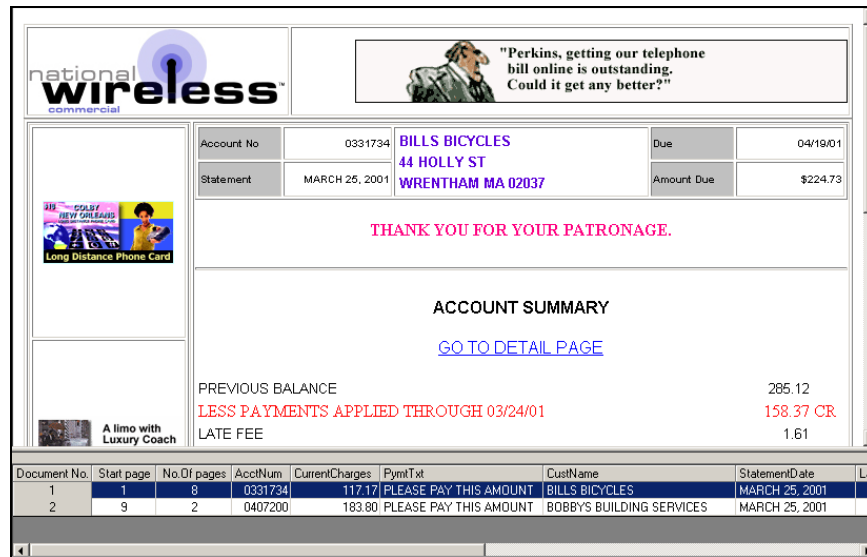 national
wireless
commercial
"Perkins, getting our telephone
bill online is outstanding.
Could it get any better?"
Account No 0331734
Statement MARCH 25, 2001
BILLS BICYCLES
44 HOLLY ST
WRENTHAM MA 02037
Due 04/19/01
Amount Due $224.73
COLBY
NEW ORLEANS
Long Distance Phone Card
THANK YOU FOR YOUR PATRONAGE.
ACCOUNT SUMMARY
GO TO DETAIL PAGE
PREVIOUS BALANCE 285.12
LESS PAYMENTS APPLIED THROUGH 03/24/01 158.37 CR
LATE FEE 1.61
A limo with
Luxury Coach
Document No. Start page No.Of pages AcctNum CurrentCharges PymtTxt CustName StatementDate
1 1 8 0331734 117.17 PLEASE PAY THIS AMOUNT BILLS BICYCLES MARCH 25, 2001
2 9 2 0407200 183.80 PLEASE PAY THIS AMOUNT BOBBYS BUILDING SERVICES MARCH 25, 2001